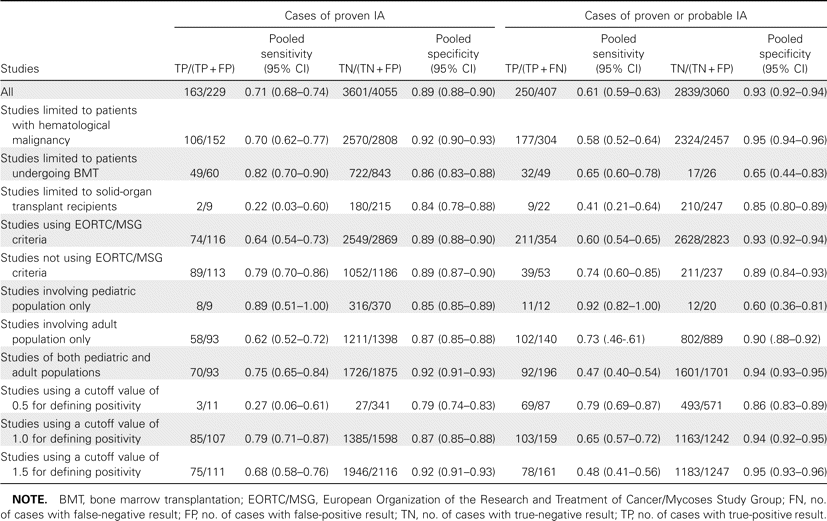 Cases of proven IA Cases of proven or probable IA
Pooled Pooled Pooled Pooled
sensitivity specificity sensitivity specificity
Studies TP/(TP + FP) (95% CI) TN/(TN + FP) (95% CI) TP/(TP + FN) (95% CI) TN/(TN + FP) (95% CI)
All 163/229 0.71 (0.68–0.74) 3601/4055 0.89 (0.88–0.90) 250/407 0.61 (0.59–0.63) 2839/3060 0.93 (0.92–0.94)
Studies limited to patients
with hematological
malignancy 106/152 0.70 (0.62–0.77) 2570/2808 0.92 (0.90–0.93) 177/304 0.58 (0.52–0.64) 2324/2457 0.95 (0.94–0.96)
Studies limited to patients
undergoing BMT 49/60 0.82 (0.70–0.90) 722/843 0.86 (0.83–0.88) 32/49 0.65 (0.60–0.78) 17/26 0.65 (0.44–0.83)
Studies limited to solid-organ
transplant recipients 2/9 0.22 (0.03–0.60) 180/215 0.84 (0.78–0.88) 9/22 0.41 (0.21–0.64) 210/247 0.85 (0.80–0.89)
Studies using EORTC/MSG
criteria 74/116 0.64 (0.54–0.73) 2549/2869 0.89 (0.88–0.90) 211/354 0.60 (0.54–0.65) 2628/2823 0.93 (0.92–0.94)
Studies not using EORTC/MSG
criteria 89/113 0.79 (0.70–0.86) 1052/1186 0.89 (0.87–0.90) 39/53 0.74 (0.60–0.85) 211/237 0.89 (0.84–0.93)
Studies involving pediatric
population only 8/9 0.89 (0.51–1.00) 316/370 0.85 (0.85–0.89) 11/12 0.92 (0.82–1.00) 12/20 0.60 (0.36–0.81)
Studies involving adult
population only 58/93 0.62 (0.52–0.72) 1211/1398 0.87 (0.85–0.88) 102/140 0.73 (.46-.61) 802/889 0.90 (.88–0.92)
Studies of both pediatric and
adult populations 70/93 0.75 (0.65–0.84) 1726/1875 0.92 (0.91–0.93) 92/196 0.47 (0.40–0.54) 1601/1701 0.94 (0.93–0.95)
Studies using a cutoff value of
0.5 for defining positivity 3/11 0.27 (0.06–0.61) 27/341 0.79 (0.74–0.83) 69/87 0.79 (0.69–0.87) 493/571 0.86 (0.83–0.89)
Studies using a cutoff value of
1.0 for defining positivity 85/107 0.79 (0.71–0.87) 1385/1598 0.87 (0.85–0.88) 103/159 0.65 (0.57–0.72) 1163/1242 0.94 (0.92–0.95)
Studies using a cutoff value of
1.5 for defining positivity 75/111 0.68 (0.58–0.76) 1946/2116 0.92 (0.91–0.93) 78/161 0.48 (0.41–0.56) 1183/1247 0.95 (0.93–0.96)
NOTE. BMT, bone marrow transplantation; EORTC/MSG, European Organization of the Research and Treatment of Cancer/Mycoses Study Group; FN, no.
of cases with false-negative result; FP, no. of cases with false-positive result; TN, no. of cases with true-negative result; TP, no. of cases with true-positive result.